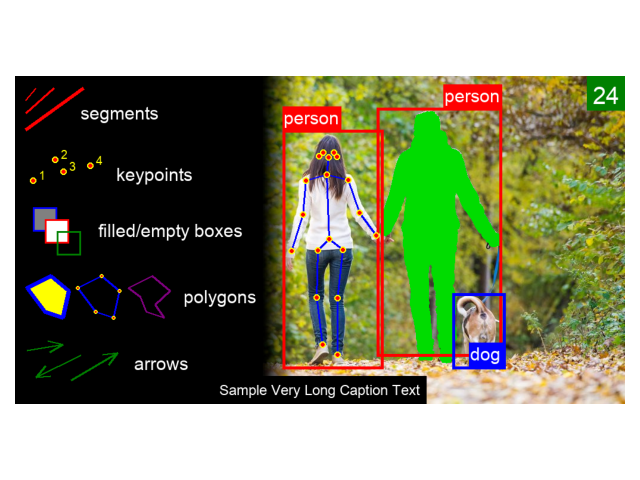 segments
1 2 3 4
keypoints
filled/empty boxes
polygons
arrows
person
person
24
dog
Sample Very Long Caption Text